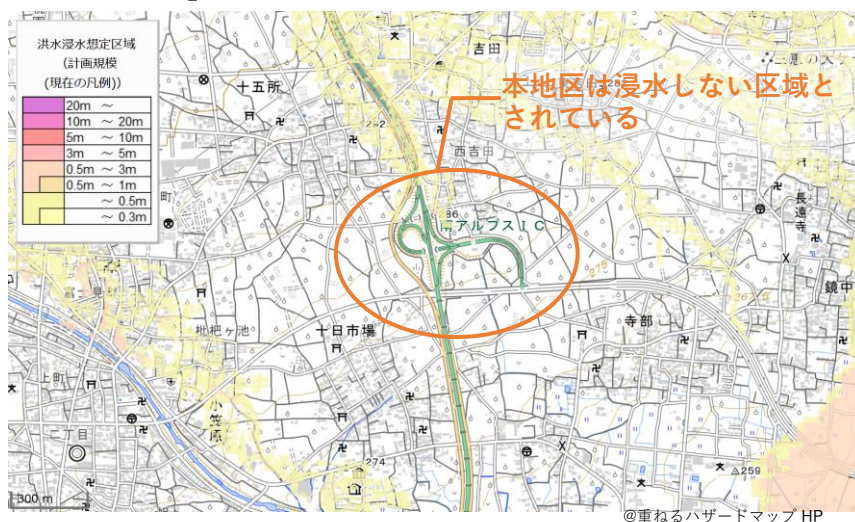 洪水浸水想定区域
(計画規模
(現在の凡例))
20m ～
10m ～ 20m
5m ～ 10m
3m ～ 5m
0.5m ～ 3m
0.5m ～ 1m
～ 0.5m
～ 0.3m
本地区は浸水しない区域と
されている
吉田
十五所
西吉田
町
長遠寺
86
アルプスＩＣ
鏡中
寺部
枇杷ヶ池
十日市場
上町
小笠原
二丁目
274
259
300 m
@重ねるハザードマップ HP